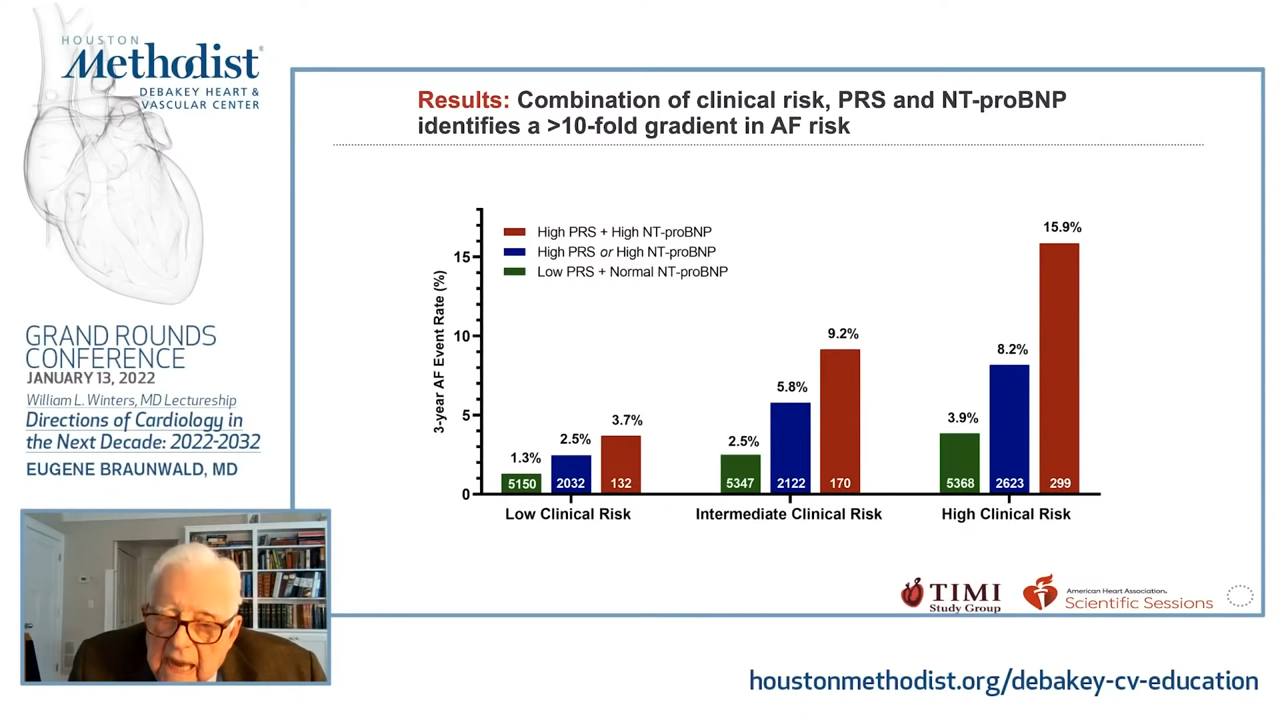 HOUSTON
Methodist®
DEBAKEY HEART &
VASCULAR CENTER
GRAND ROUNDS
CONFERENCE
JANUARY 13, 2022
William L. Winters, MD Lectureship
Directions of Cardiology in
the Next Decade: 2022-2032
EUGENE BRAUNWALD, MD
Results: Combination of clinical risk, PRS and NT-proBNP
identifies a >10-fold gradient in AF risk
3-year AF Event Rate (%)
15
10
5
0
High PRS + High NT-proBNP
High PRS or High NT-proBNP
Low PRS + Normal NT-proBNP
1.3%
2.5%
3.7%
2.5%
5.8%
9.2%
3.9%
8.2%
15.9%
5150
2032
132
5347
2122
170
5368
2623
299
Low Clinical Risk
Intermediate Clinical Risk
High Clinical Risk
TIMI
Study Group
American Heart Association®
Scientific Sessions
houstonmethodist.org/debakey-cv-education